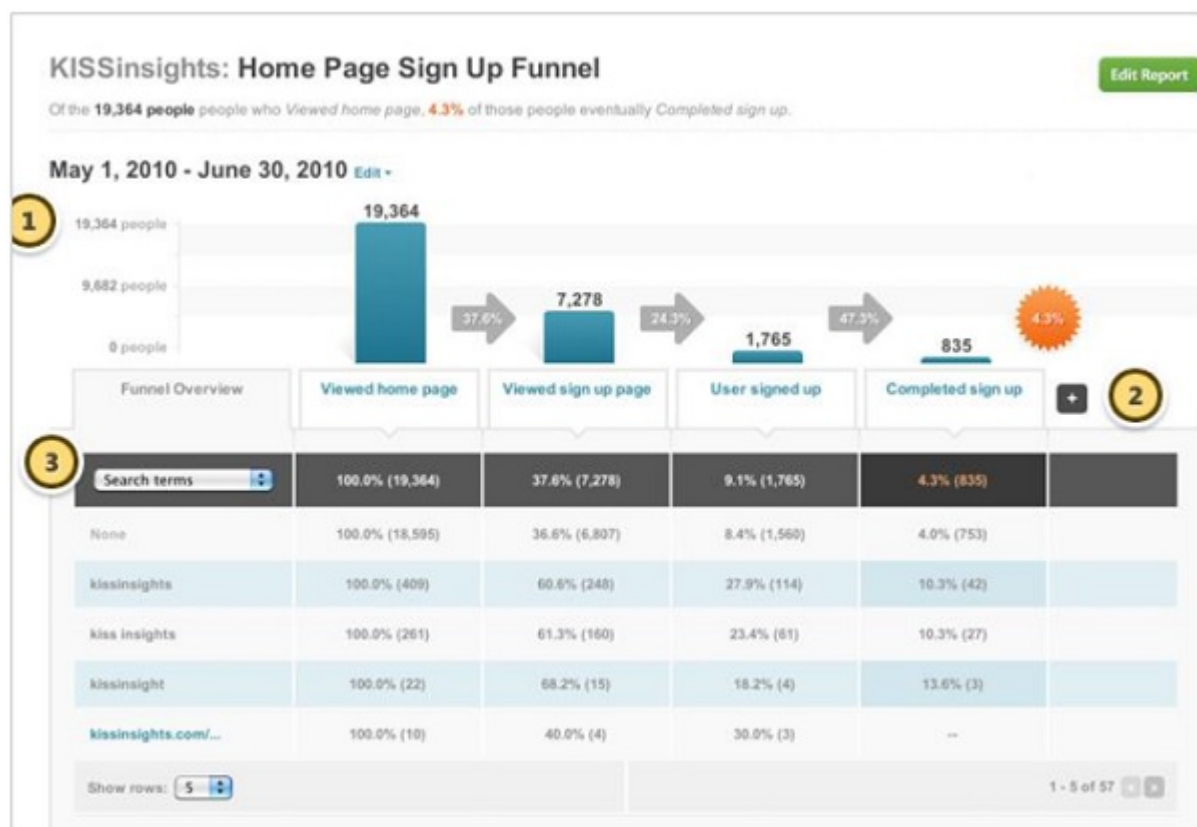 KISSinsights: Home Page Sign Up Funnel
Edit Report
Of the 19,364 people people who Viewed home page, 4.3% of those people eventually Completed sign up.
May 1, 2010 - June 30, 2010 Edit
1
19,364 people
9,682 people
0 people
19,364
37.6%
7,278
24.3%
1,765
47.3%
835
4.3%
Funnel Overview Viewed home page Viewed sign up page User signed up Completed sign up + 2
3
Search terms 100.0% (19,364) 37.6% (7,278) 9.1% (1,765) 4.3% (835)
None 100.0% (18,595) 36.6% (6,807) 8.4% (1,560) 4.0% (753)
kissinsights 100.0% (409) 60.6% (248) 27.9% (114) 10.3% (42)
kiss insights 100.0% (261) 61.3% (160) 23.4% (61) 10.3% (27)
kissinsight 100.0% (22) 68.2% (15) 18.2% (4) 13.6% (3)
kissinsights.com/... 100.0% (10) 40.0% (4) 30.0% (3) --
Show rows: 5 1 - 5 of 57